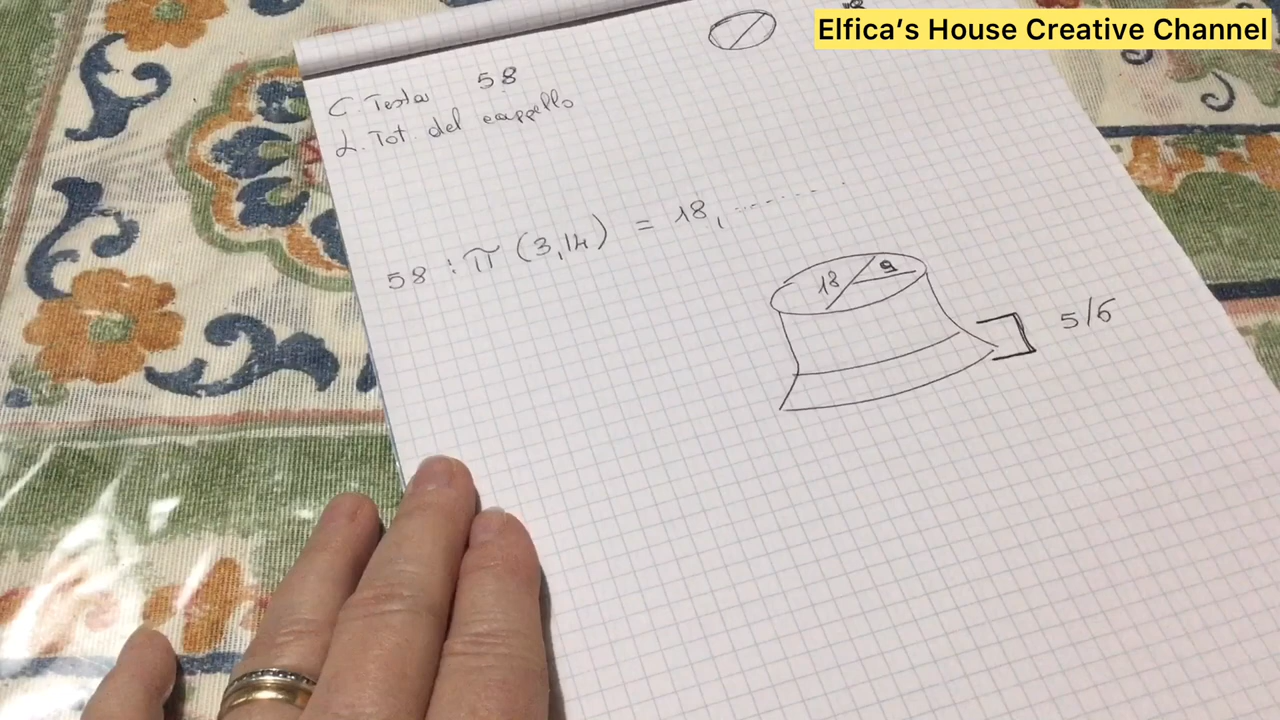 Elfica's House Creative Channel
C. Testa 58
L. Tot. del cappello
58 : π (3,14) = 18, ..........
18 9
5/6